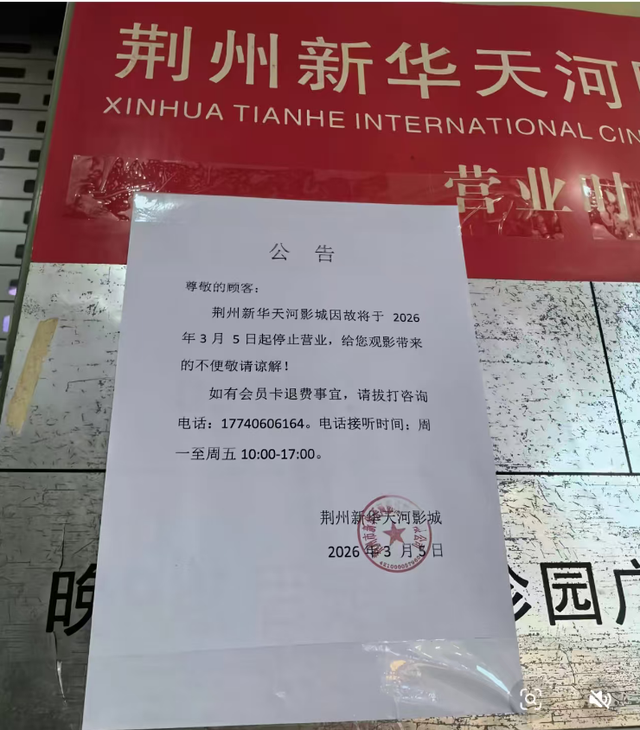 荆州新华天河
XINHUA TIANHE INTERNATIONAL CIN
营业时
公 告
尊敬的顾客：
荆州新华天河影城因故将于 2026
年 3 月 5 日起停止营业，给您观影带来
的不便敬请谅解！
如有会员卡退费事宜，请拔打咨询
电话：17740606164。电话接听时间：周
一至周五 10:00-17:00。
荆州新华天河影城
2026 年 3 月 5 日
晚
园广